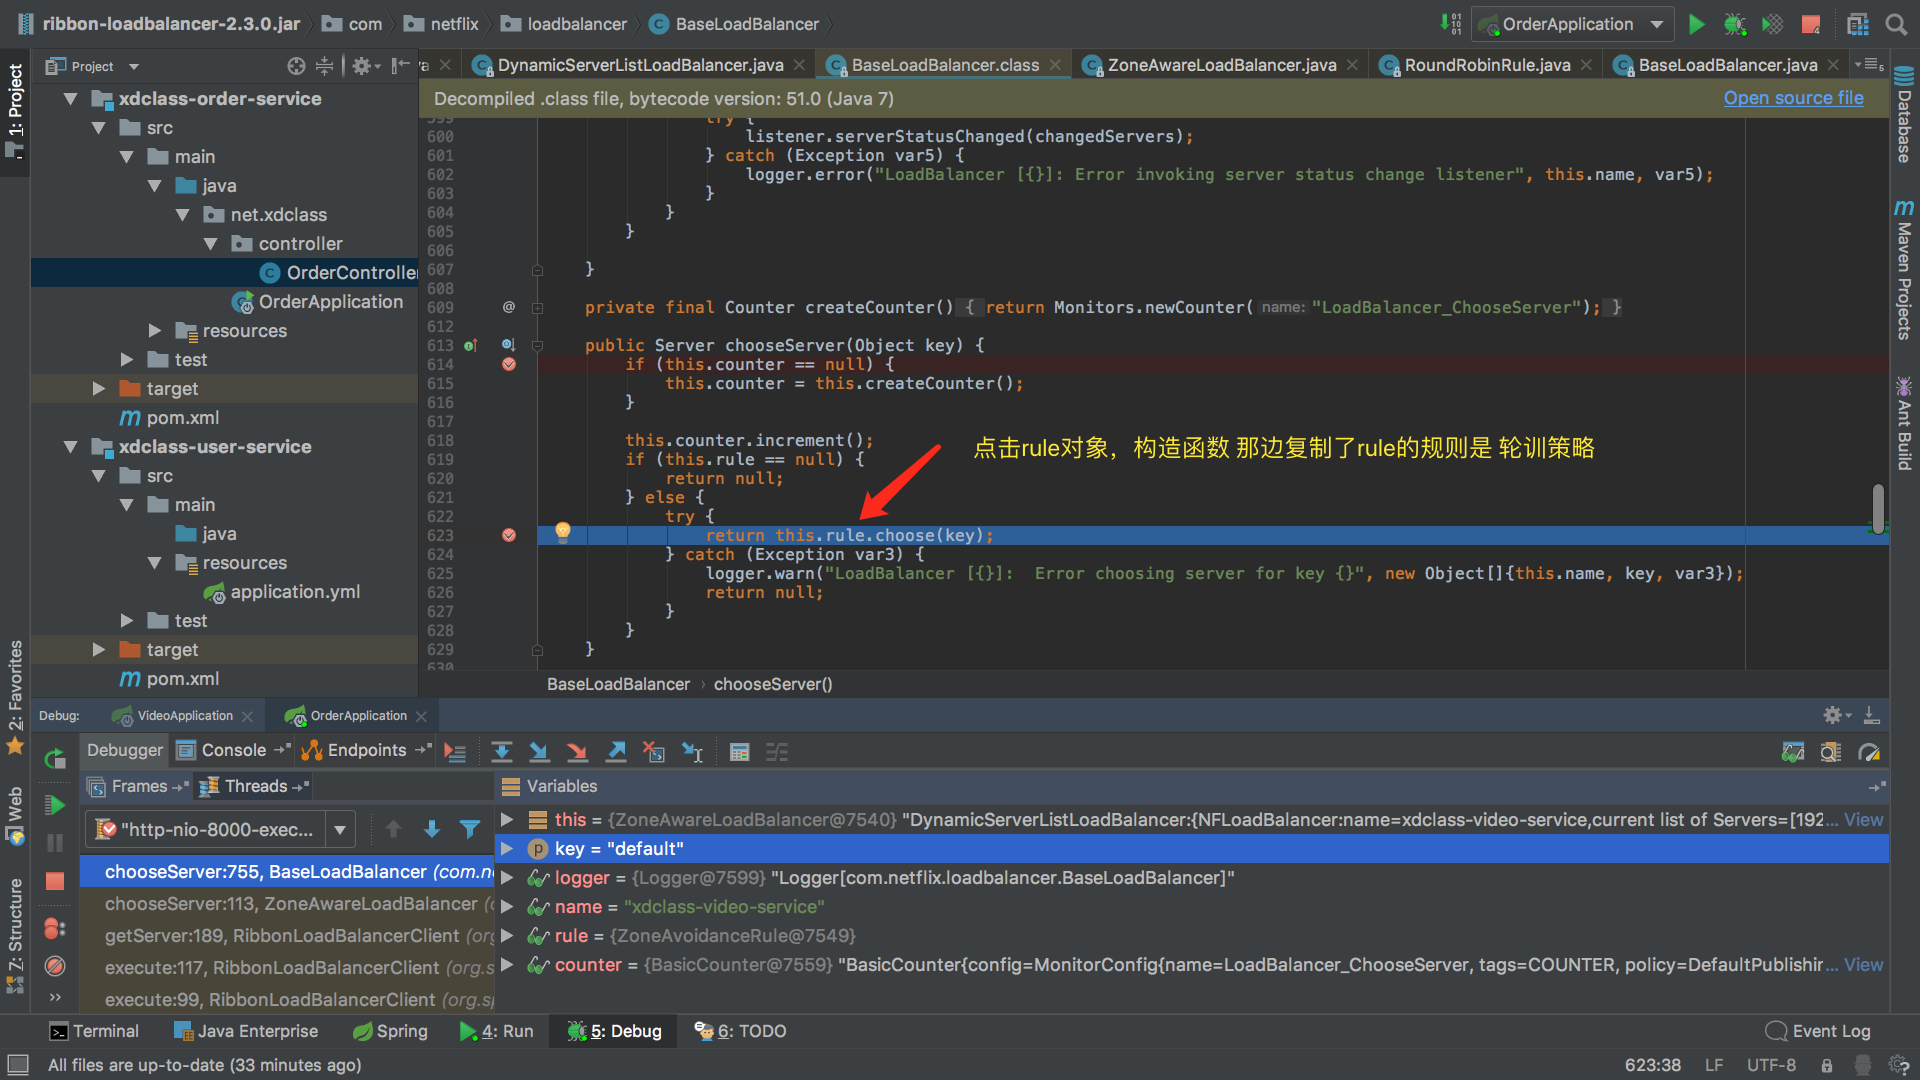 ribbon-loadbalancer-2.3.0.jar com netflix loadbalancer BaseLoadBalancer OrderApplication
1: Project
Project
va DynamicServerListLoadBalancer.java BaseLoadBalancer.class ZoneAwareLoadBalancer.java RoundRobinRule.java BaseLoadBalancer.java
Decompiled .class file, bytecode version: 51.0 (Java 7) Open source file
xdclass-order-service
src
main
java
net.xdclass
controller
OrderController
OrderApplication
resources
test
target
pom.xml
xdclass-user-service
src
main
java
resources
application.yml
test
target
pom.xml
599 try {
600 listener.serverStatusChanged(changedServers);
601 } catch (Exception var5) {
602 logger.error("LoadBalancer [{}]: Error invoking server status change listener", this.name, var5);
603 }
604 }
605 }
606
607 }
608
609 @ private final Counter createCounter() { return Monitors.newCounter( name: "LoadBalancer_ChooseServer"); }
612
613 public Server chooseServer(Object key) {
614 if (this.counter == null) {
615 this.counter = this.createCounter();
616 }
617
618 this.counter.increment();
619 if (this.rule == null) {
620 return null;
621 } else {
622 try {
623 return this.rule.choose(key);
624 } catch (Exception var3) {
625 logger.warn("LoadBalancer [{}]:  Error choosing server for key {}", new Object[]{this.name, key, var3});
626 return null;
627 }
628 }
629 }
630
点击rule对象，构造函数 那边复制了rule的规则是 轮训策略
BaseLoadBalancer › chooseServer()
Database
Maven Projects
Ant Build
2: Favorites
Web
Z: Structure
Debug: VideoApplication OrderApplication
Debugger Console Endpoints
Frames Threads
Variables
"http-nio-8000-exec...
chooseServer:755, BaseLoadBalancer (com.ne
chooseServer:113, ZoneAwareLoadBalancer (c
getServer:189, RibbonLoadBalancerClient (org
execute:117, RibbonLoadBalancerClient (org.s
execute:99, RibbonLoadBalancerClient (org.sp
this = {ZoneAwareLoadBalancer@7540} "DynamicServerListLoadBalancer:{NFLoadBalancer:name=xdclass-video-service,current list of Servers=[192... View
key = "default"
logger = {Logger@7599} "Logger[com.netflix.loadbalancer.BaseLoadBalancer]"
name = "xdclass-video-service"
rule = {ZoneAvoidanceRule@7549}
counter = {BasicCounter@7559} "BasicCounter{config=MonitorConfig{name=LoadBalancer_ChooseServer, tags=COUNTER, policy=DefaultPublishin... View
Terminal Java Enterprise Spring 4: Run 5: Debug 6: TODO Event Log
All files are up-to-date (33 minutes ago) 623:38 LF UTF-8